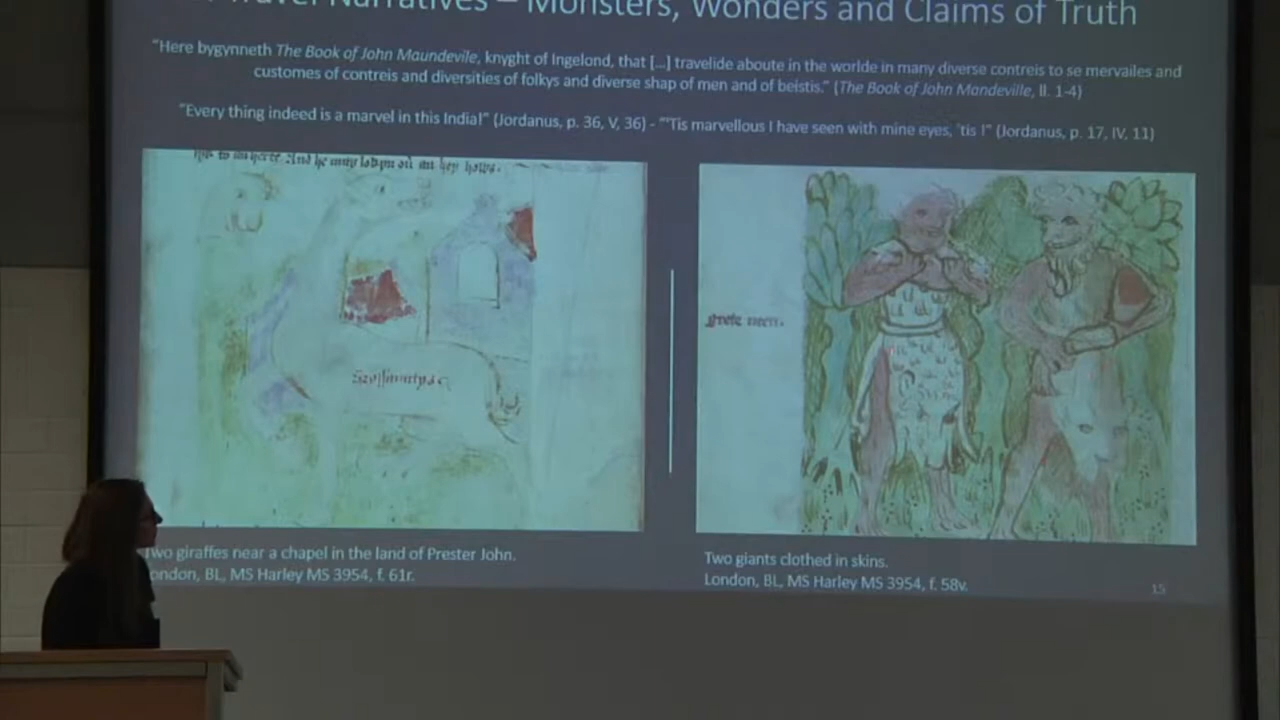 Travel Narratives – Monsters, Wonders and Claims of Truth
“Here bygynneth The Book of John Maundevile, knyght of Ingelond, that [...] travelide aboute in the worlde in many diverse contreis to se mervailes and
customes of contreis and diversities of folkys and diverse shap of men and of beistis.” (The Book of John Mandeville, ll. 1-4)
“Every thing indeed is a marvel in this India!” (Jordanus, p. 36, V, 36) - “’Tis marvellous I have seen with mine eyes, ’tis !” (Jordanus, p. 17, IV, 11)
grete men.
Two giraffes near a chapel in the land of Prester John.
London, BL, MS Harley MS 3954, f. 61r.
Two giants clothed in skins.
London, BL, MS Harley MS 3954, f. 58v.
15